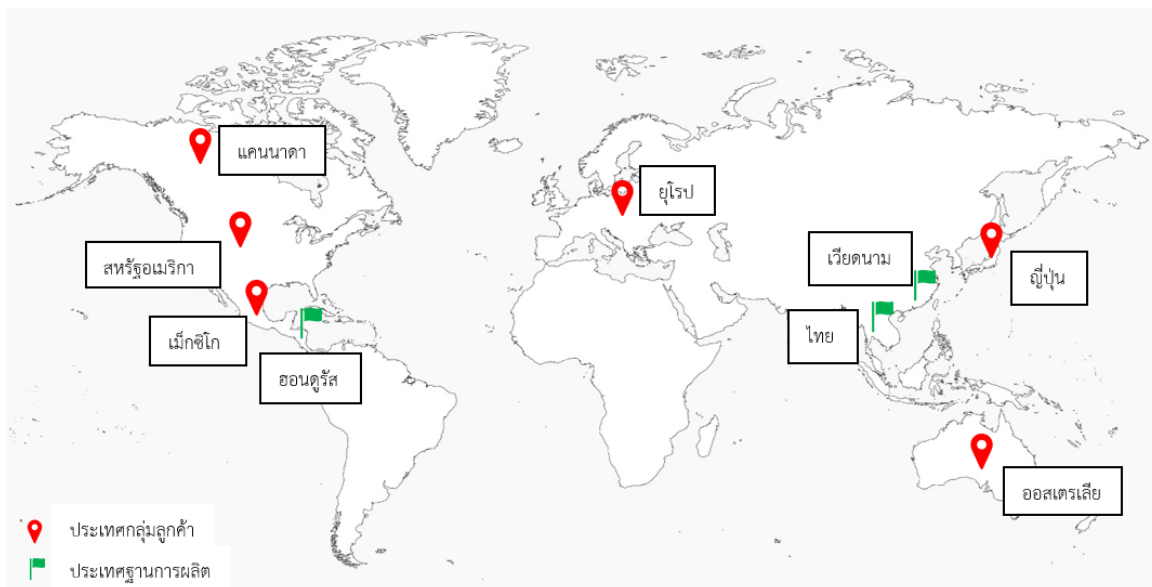 แคนนาดา
ยุโรป
สหรัฐอเมริกา
เวียดนาม
ญี่ปุ่น
เม็กซิโก
ไทย
ฮอนดูรัส
ออสเตรเลีย
ประเทศกลุ่มลูกค้า
ประเทศฐานการผลิต